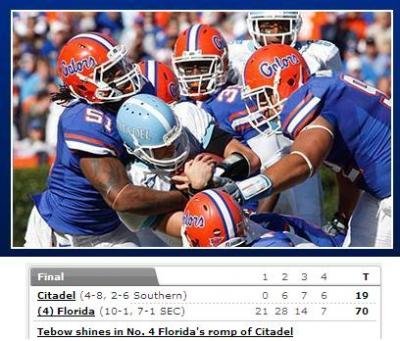 Gators
Gators
Gators
51
CITADEL
Gators
Final 1 2 3 4 T
Citadel (4-8, 2-6 Southern) 0 6 7 6 19
(4) Florida (10-1, 7-1 SEC) 21 28 14 7 70
Tebow shines in No. 4 Florida's romp of Citadel